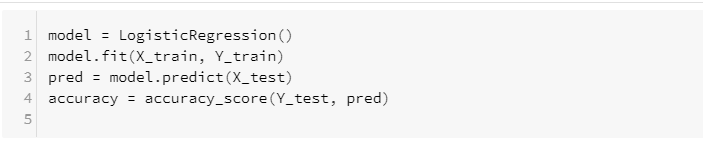 1 model = LogisticRegression()
2 model.fit(X_train, Y_train)
3 pred = model.predict(X_test)
4 accuracy = accuracy_score(Y_test, pred)
5